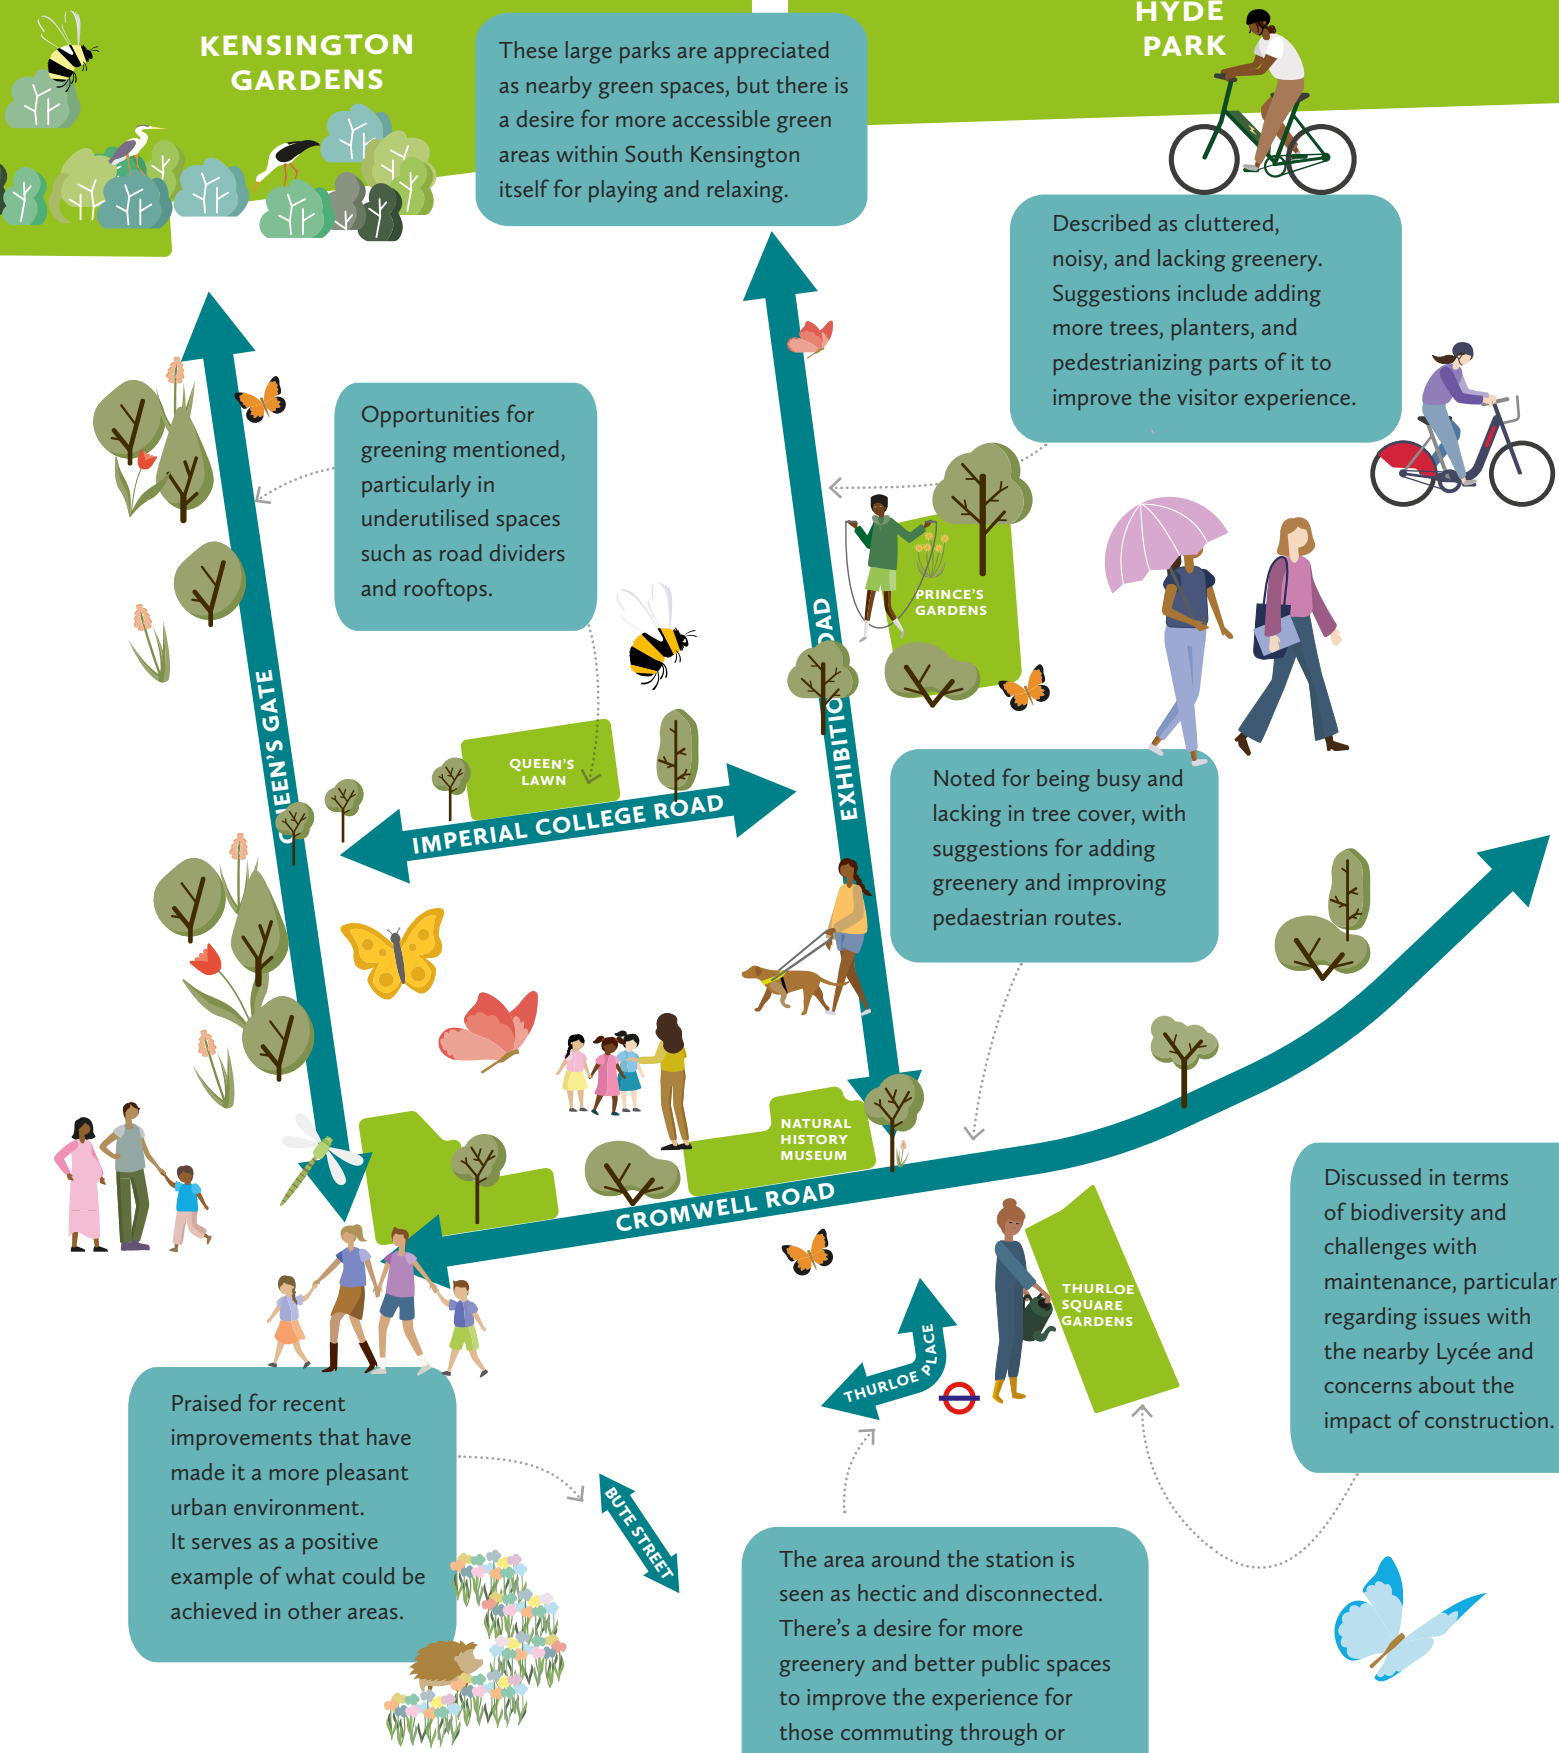 KENSINGTON
GARDENS
These large parks are appreciated
as nearby green spaces, but there is
a desire for more accessible green
areas within South Kensington
itself for playing and relaxing.
HYDE
PARK
Described as cluttered,
noisy, and lacking greenery.
Suggestions include adding
more trees, planters, and
pedestrianizing parts of it to
improve the visitor experience.
Opportunities for
greening mentioned,
particularly in
underutilised spaces
such as road dividers
and rooftops.
PRINCE'S
GARDENS
QUEEN'S GATE
EXHIBITION ROAD
QUEEN'S
LAWN
IMPERIAL COLLEGE ROAD
Noted for being busy and
lacking in tree cover, with
suggestions for adding
greenery and improving
pedaestrian routes.
NATURAL
HISTORY
MUSEUM
CROMWELL ROAD
Discussed in terms
of biodiversity and
challenges with
maintenance, particular
regarding issues with
the nearby Lycée and
concerns about the
impact of construction.
THURLOE
SQUARE
GARDENS
THURLOE PLACE
Praised for recent
improvements that have
made it a more pleasant
urban environment.
It serves as a positive
example of what could be
achieved in other areas.
BUTE STREET
The area around the station is
seen as hectic and disconnected.
There's a desire for more
greenery and better public spaces
to improve the experience for
those commuting through or